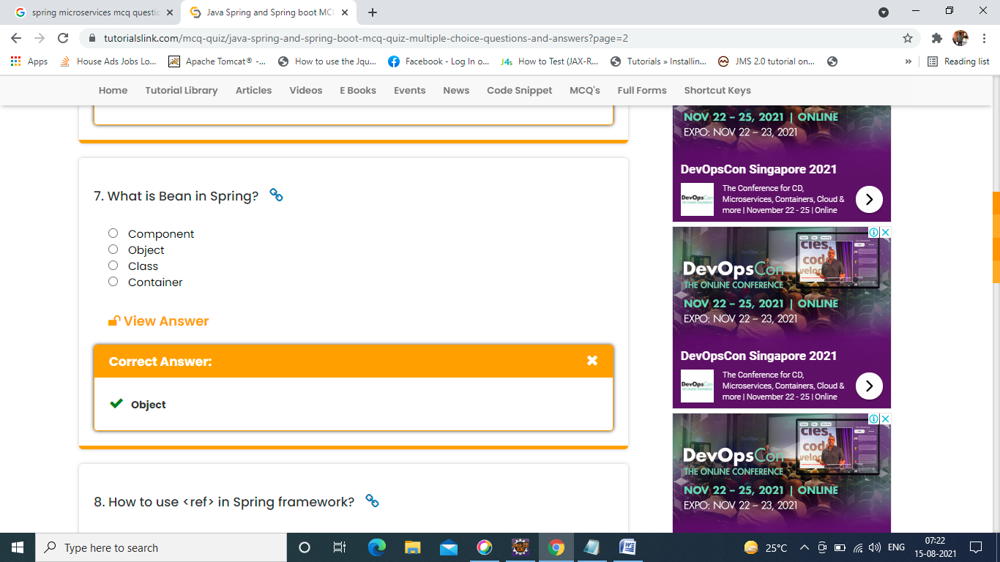 spring microservices mcq questic
Java Spring and Spring boot MC
tutorialslink.com/mcq-quiz/java-spring-and-spring-boot-mcq-quiz-multiple-choice-questions-and-answers?page=2
Apps House Ads Jobs Lo... Apache Tomcat® -... How to use the Jqu... Facebook - Log In o... J4s How to Test (JAX-R... Tutorials » Installin... JMS 2.0 tutorial on... » Reading list
Home Tutorial Library Articles Videos E Books Events News Code Snippet MCQ's Full Forms Shortcut Keys
7. What is Bean in Spring?
Component
Object
Class
Container
View Answer
Correct Answer:
Object
8. How to use <ref> in Spring framework?
NOV 22 – 25, 2021 | ONLINE
EXPO: NOV 22 – 23, 2021
DevOpsCon Singapore 2021
DevOpsCon
The Conference for CD,
Microservices, Containers, Cloud &
more | November 22 - 25 | Online
cies,
code
veloc
DevOpsCon
THE ONLINE CONFERENCE
NOV 22 – 25, 2021 | ONLINE
EXPO: NOV 22 – 23, 2021
DevOpsCon Singapore 2021
DevOpsCon
The Conference for CD,
Microservices, Containers, Cloud &
more | November 22 - 25 | Online
cies,
code
veloc
DevOpsCon
THE ONLINE CONFERENCE
NOV 22 – 25, 2021 | ONLINE
EXPO: NOV 22 – 23, 2021
Type here to search
25°C
ENG
07:22
15-08-2021